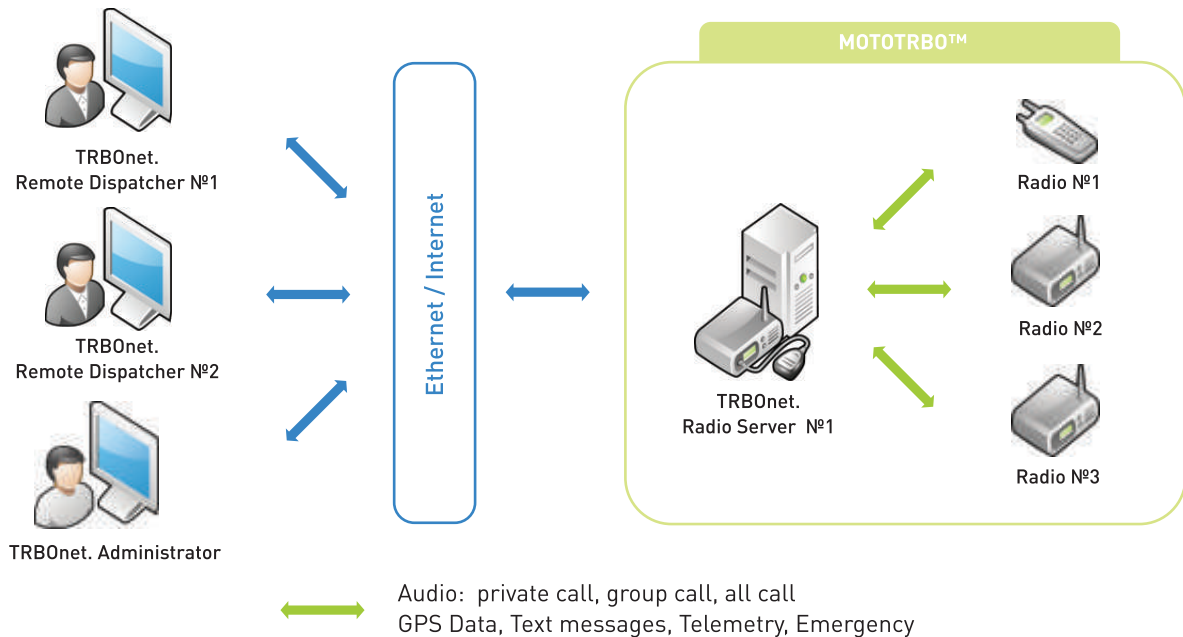 MOTOTRBO™
TRBOnet.
Remote Dispatcher №1
TRBOnet.
Remote Dispatcher №2
TRBOnet. Administrator
Ethernet / Internet
TRBOnet.
Radio Server №1
Radio №1
Radio №2
Radio №3
Audio: private call, group call, all call
GPS Data, Text messages, Telemetry, Emergency